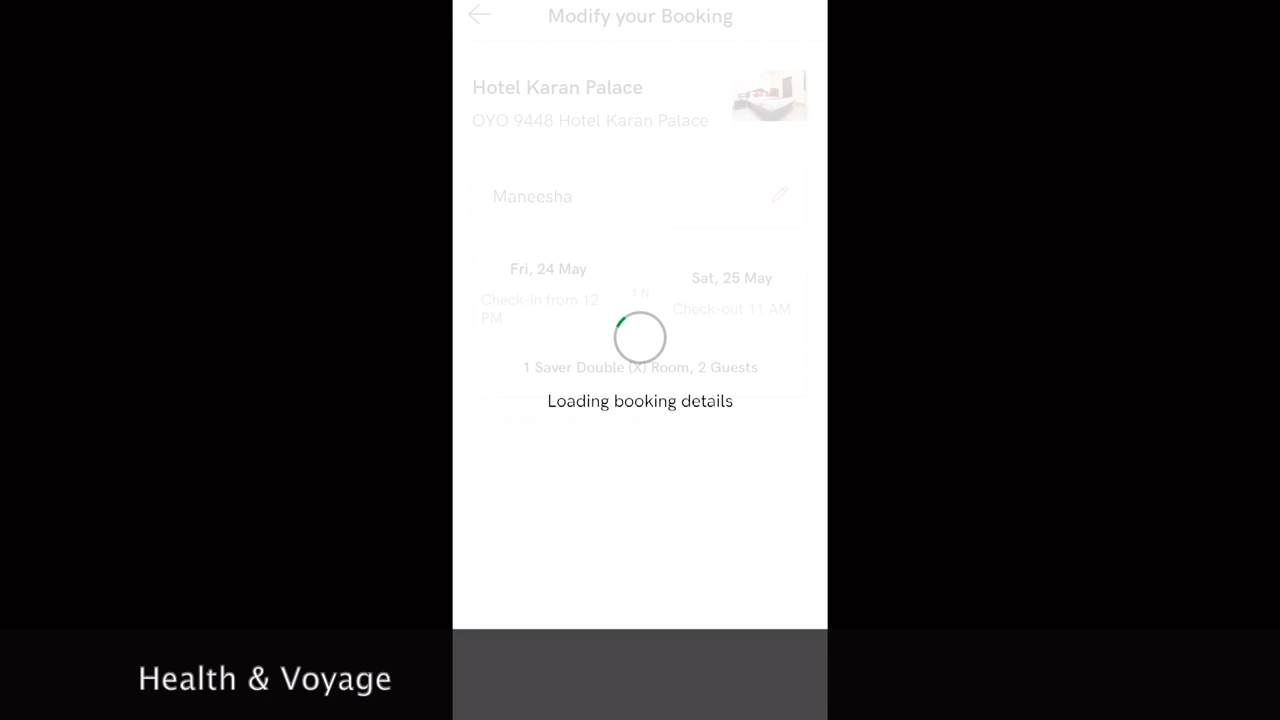 Modify your Booking
Hotel Karan Palace
OYO 9448 Hotel Karan Palace
Maneesha
Fri, 24 May
Check-in from 12
PM
1 N
Sat, 25 May
Check-out 11 AM
1 Saver Double (X) Room, 2 Guests
Loading booking details
Health & Voyage